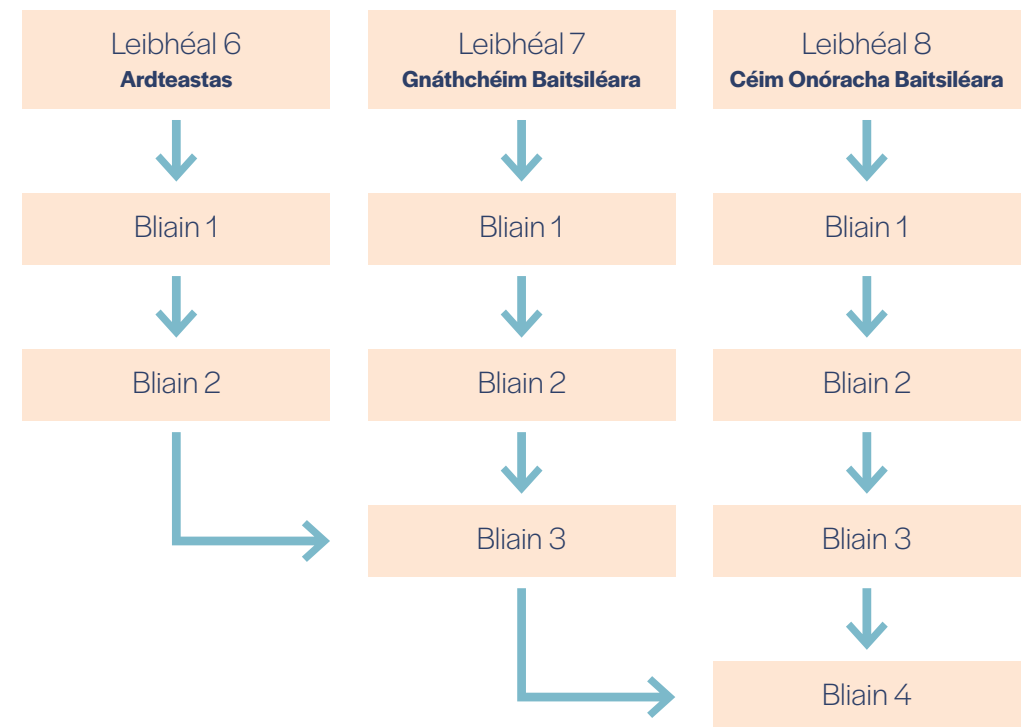 Leibhéal 6
Ardteastas
Leibhéal 7
Gnáthchéim Baitsiléara
Leibhéal 8
Céim Onóracha Baitsiléara
Bliain 1
Bliain 1
Bliain 1
Bliain 2
Bliain 2
Bliain 2
Bliain 3
Bliain 3
Bliain 4